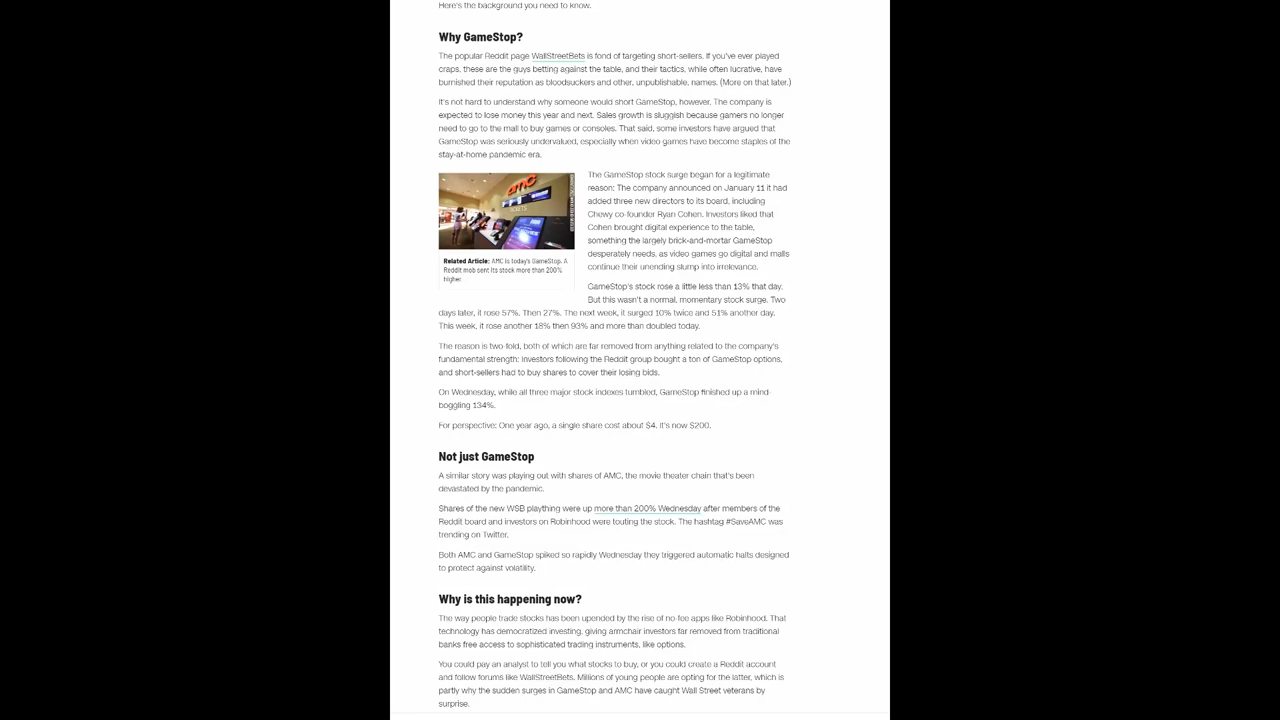 Here's the background you need to know.
Why GameStop?
The popular Reddit page WallStreetBets is fond of targeting short-sellers. If you've ever played
craps, these are the guys betting against the table, and their tactics, while often lucrative, have
burnished their reputation as bloodsuckers and other, unpublishable, names. (More on that later.)
It's not hard to understand why someone would short GameStop, however. The company is
expected to lose money this year and next. Sales growth is sluggish because gamers no longer
need to go to the mall to buy games or consoles. That said, some investors have argued that
GameStop was seriously undervalued, especially when video games have become staples of the
stay-at-home pandemic era.
amc
TICKETS
Related Article: AMC is today's GameStop. A
Reddit mob sent its stock more than 200%
higher
The GameStop stock surge began for a legitimate
reason: The company announced on January 11 it had
added three new directors to its board, including
Chewy co-founder Ryan Cohen. Investors liked that
Cohen brought digital experience to the table,
something the largely brick-and-mortar GameStop
desperately needs, as video games go digital and malls
continue their unending slump into irrelevance.
GameStop's stock rose a little less than 13% that day.
But this wasn't a normal, momentary stock surge. Two
days later, it rose 57%. Then 27%. The next week, it surged 10% twice and 51% another day.
This week, it rose another 18% then 93% and more than doubled today.
The reason is two-fold, both of which are far removed from anything related to the company's
fundamental strength: Investors following the Reddit group bought a ton of GameStop options,
and short-sellers had to buy shares to cover their losing bids.
On Wednesday, while all three major stock indexes tumbled, GameStop finished up a mind-
boggling 134%.
For perspective: One year ago, a single share cost about $4. It's now $200.
Not just GameStop
A similar story was playing out with shares of AMC, the movie theater chain that's been
devastated by the pandemic.
Shares of the new WSB plaything were up more than 200% Wednesday after members of the
Reddit board and investors on Robinhood were touting the stock. The hashtag #SaveAMC was
trending on Twitter.
Both AMC and GameStop spiked so rapidly Wednesday they triggered automatic halts designed
to protect against volatility.
Why is this happening now?
The way people trade stocks has been upended by the rise of no-fee apps like Robinhood. That
technology has democratized investing, giving armchair investors far removed from traditional
banks free access to sophisticated trading instruments, like options.
You could pay an analyst to tell you what stocks to buy, or you could create a Reddit account
and follow forums like WallStreetBets. Millions of young people are opting for the latter, which is
partly why the sudden surges in GameStop and AMC have caught Wall Street veterans by
surprise.